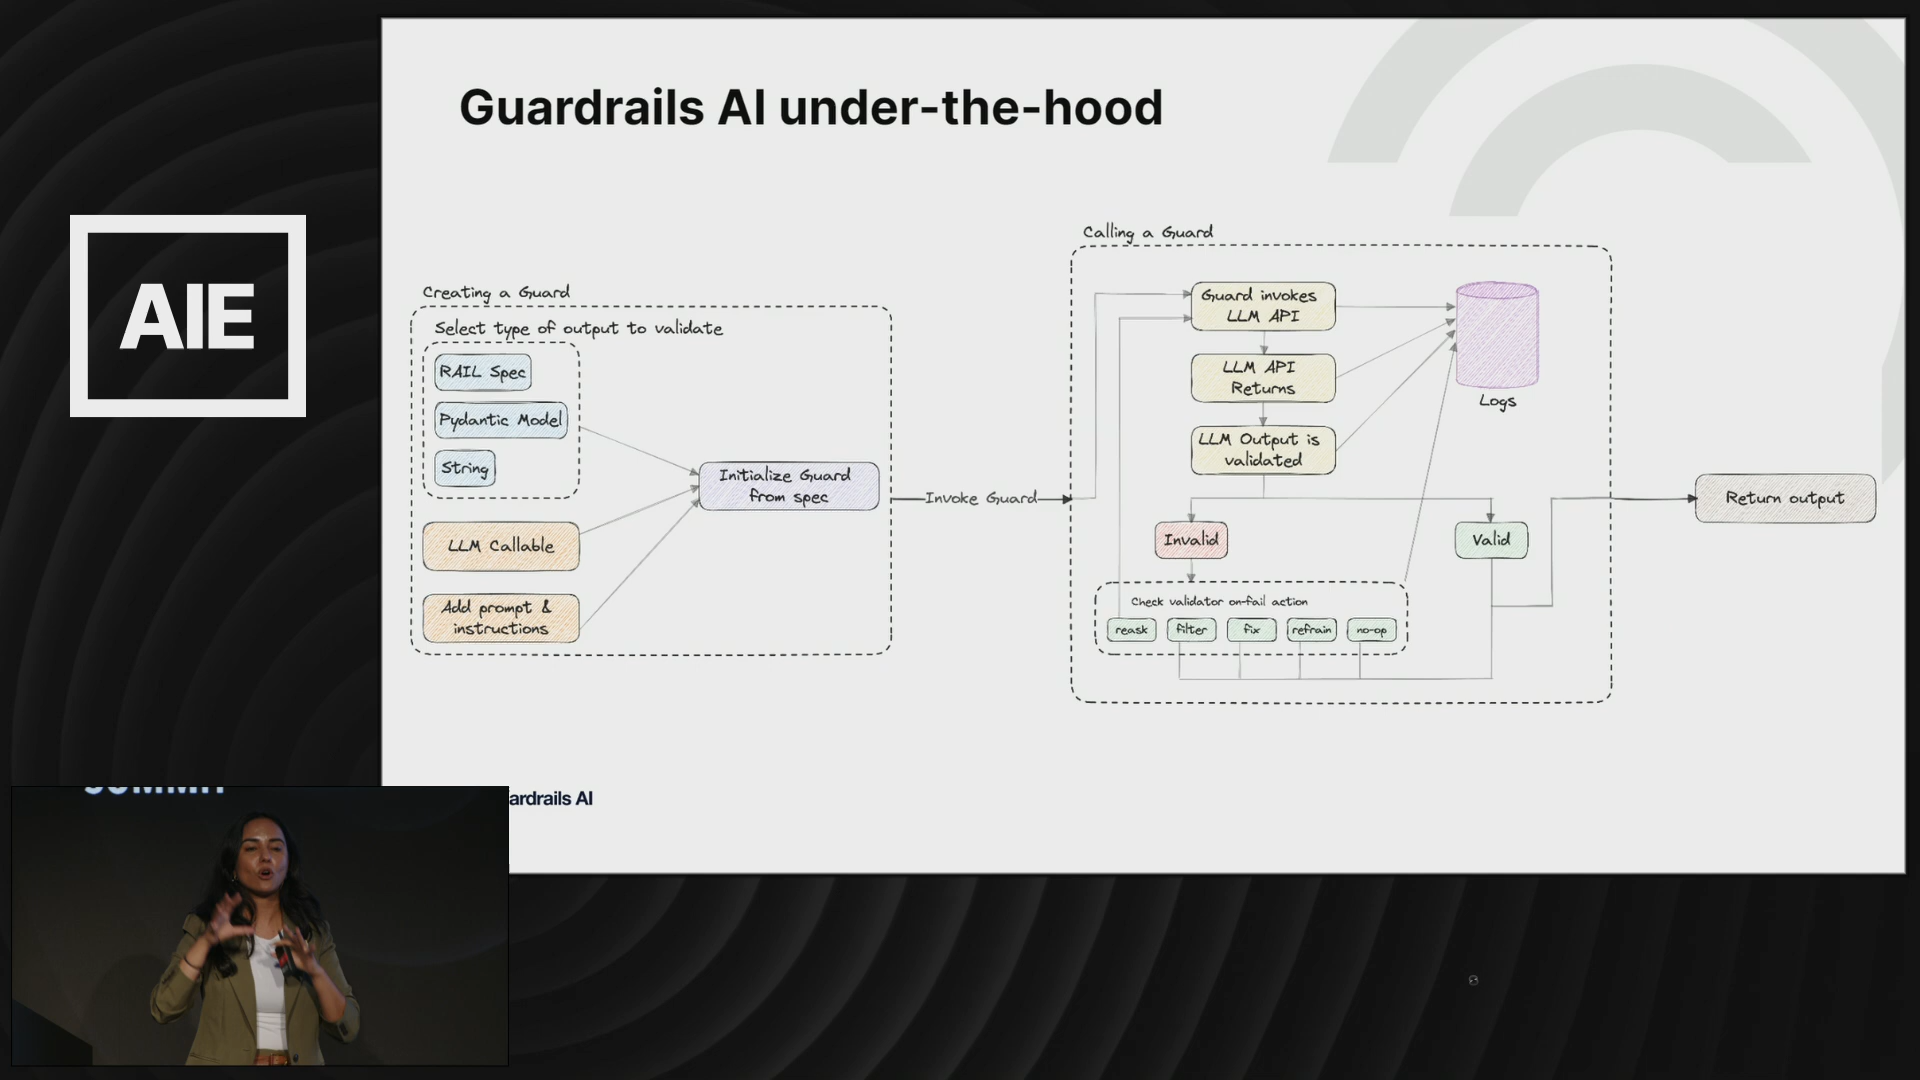 Guardrails AI under-the-hood
AIE
Creating a Guard
Select type of output to validate
RAIL Spec
Pydantic Model
String
LLM Callable
Add prompt &
instructions
Initialize Guard
from spec
Invoke Guard
Calling a Guard
Guard invokes
LLM API
LLM API
Returns
LLM Output is
validated
Logs
Invalid
Valid
Check validator on-fail action
reask
filter
fix
refrain
no-op
Return output
ardrails AI
SUMMIT